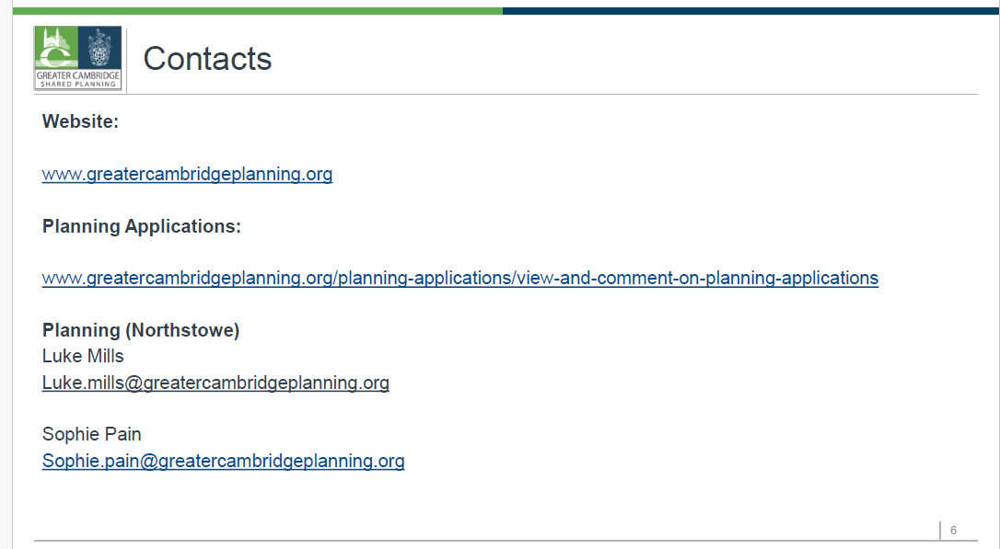 GREATER CAMBRIDGE
SHARED PLANNING
Contacts
Website:
www.greatercambridgeplanning.org
Planning Applications:
www.greatercambridgeplanning.org/planning-applications/view-and-comment-on-planning-applications
Planning (Northstowe)
Luke Mills
Luke.mills@greatercambridgeplanning.org
Sophie Pain
Sophie.pain@greatercambridgeplanning.org
6